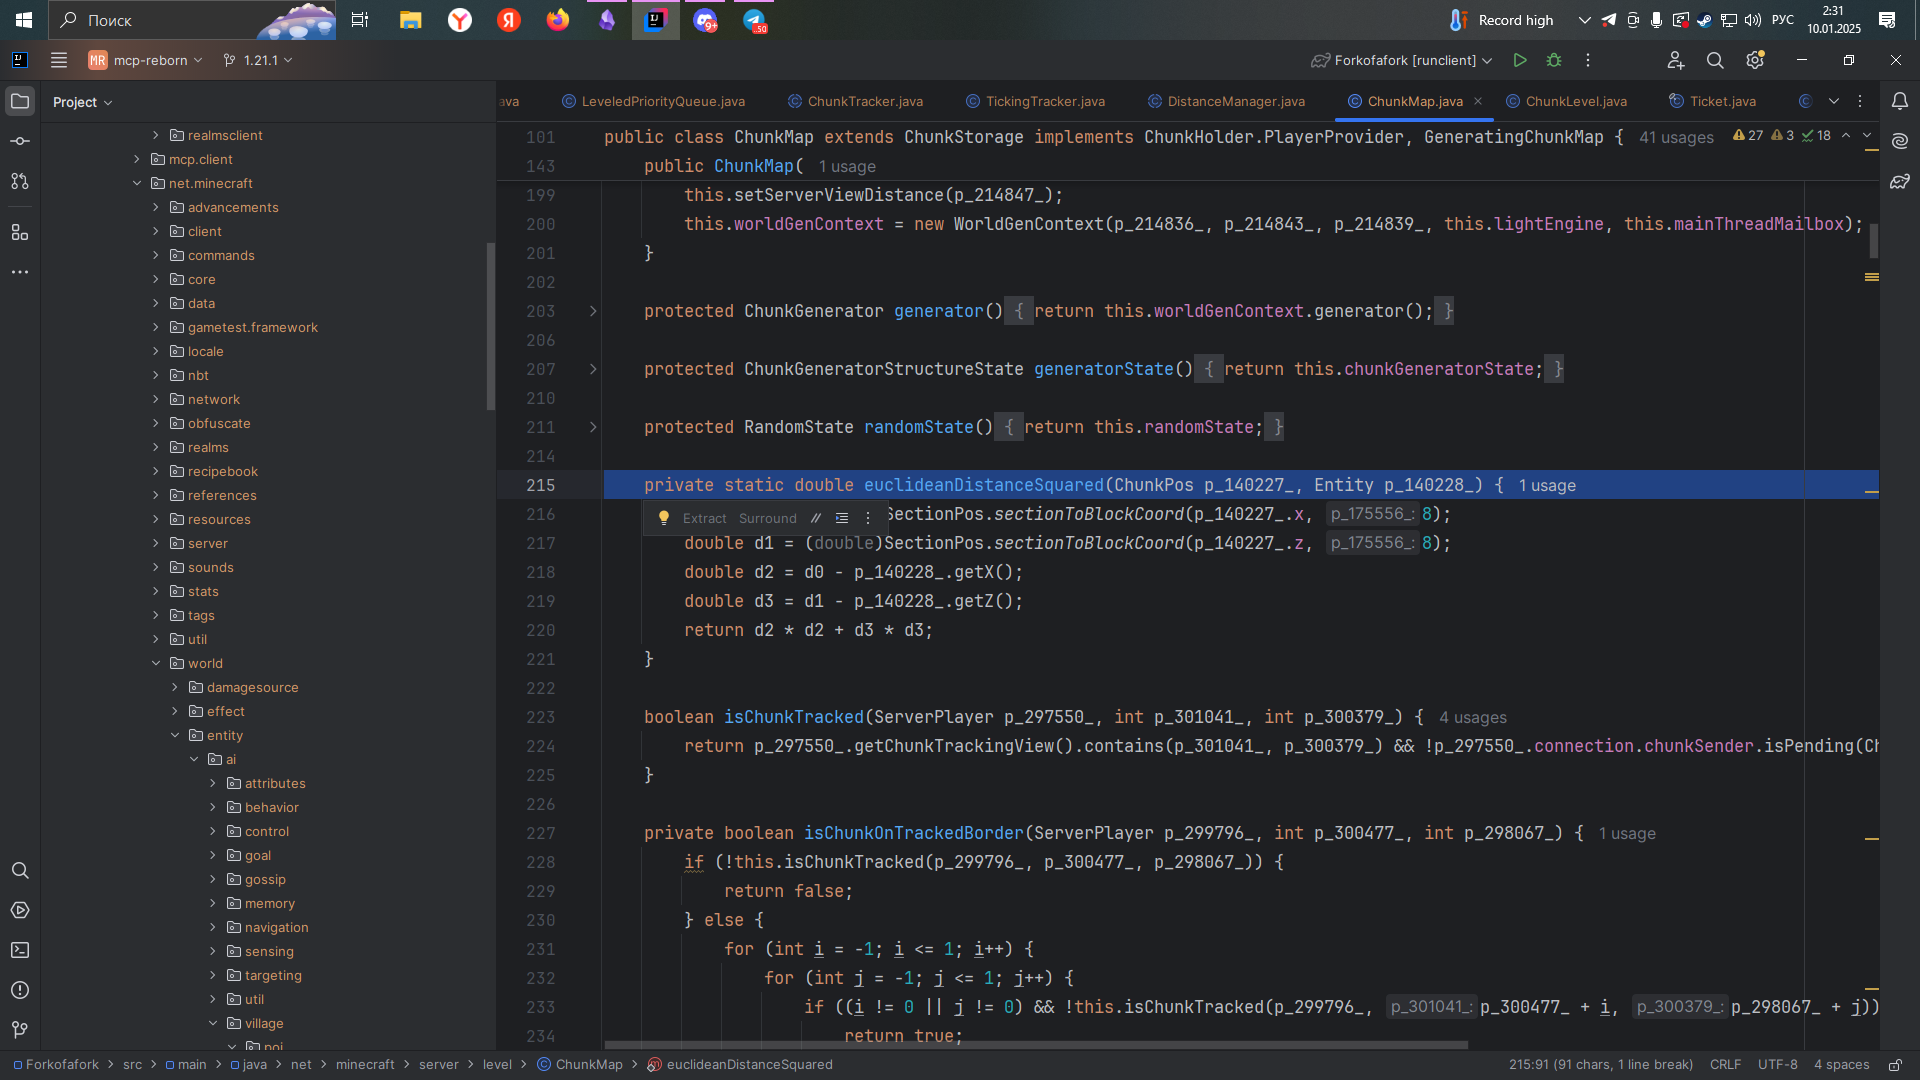 Поиск
Record high
РУС
2:31
10.01.2025
9+
50
MR
mcp-reborn
1.21.1
Forkofafork [runclient]
Project
ava
LeveledPriorityQueue.java
ChunkTracker.java
TickingTracker.java
DistanceManager.java
ChunkMap.java
ChunkLevel.java
Ticket.java
realmsclient
mcp.client
net.minecraft
advancements
client
commands
core
data
gametest.framework
locale
nbt
network
obfuscate
realms
recipebook
references
resources
server
sounds
stats
tags
util
world
damagesource
effect
entity
ai
attributes
behavior
control
goal
gossip
memory
navigation
sensing
targeting
util
village
poi
101 public class ChunkMap extends ChunkStorage implements ChunkHolder.PlayerProvider, GeneratingChunkMap { 41 usages 27 3 18
143 public ChunkMap( 1 usage
199 this.setServerViewDistance(p_214847_);
200 this.worldGenContext = new WorldGenContext(p_214836_, p_214843_, p_214839_, this.lightEngine, this.mainThreadMailbox);
201 }
202
203 protected ChunkGenerator generator() { return this.worldGenContext.generator(); }
206
207 protected ChunkGeneratorStructureState generatorState() { return this.chunkGeneratorState; }
210
211 protected RandomState randomState() { return this.randomState; }
214
215 private static double euclideanDistanceSquared(ChunkPos p_140227_, Entity p_140228_) { 1 usage
216 Extract Surround // SectionPos.sectionToBlockCoord(p_140227_.x, p_175556_: 8);
217 double d1 = (double)SectionPos.sectionToBlockCoord(p_140227_.z, p_175556_: 8);
218 double d2 = d0 - p_140228_.getX();
219 double d3 = d1 - p_140228_.getZ();
220 return d2 * d2 + d3 * d3;
221 }
222
223 boolean isChunkTracked(ServerPlayer p_297550_, int p_301041_, int p_300379_) { 4 usages
224 return p_297550_.getChunkTrackingView().contains(p_301041_, p_300379_) && !p_297550_.connection.chunkSender.isPending(Ch
225 }
226
227 private boolean isChunkOnTrackedBorder(ServerPlayer p_299796_, int p_300477_, int p_298067_) { 1 usage
228 if (!this.isChunkTracked(p_299796_, p_300477_, p_298067_)) {
229 return false;
230 } else {
231 for (int i = -1; i <= 1; i++) {
232 for (int j = -1; j <= 1; j++) {
233 if ((i != 0 || j != 0) && !this.isChunkTracked(p_299796_, p_301041_: p_300477_ + i, p_300379_: p_298067_ + j))
234 return true;
Forkofafork > src > main > java > net > minecraft > server > level > ChunkMap > euclideanDistanceSquared
215:91 (91 chars, 1 line break) CRLF UTF-8 4 spaces